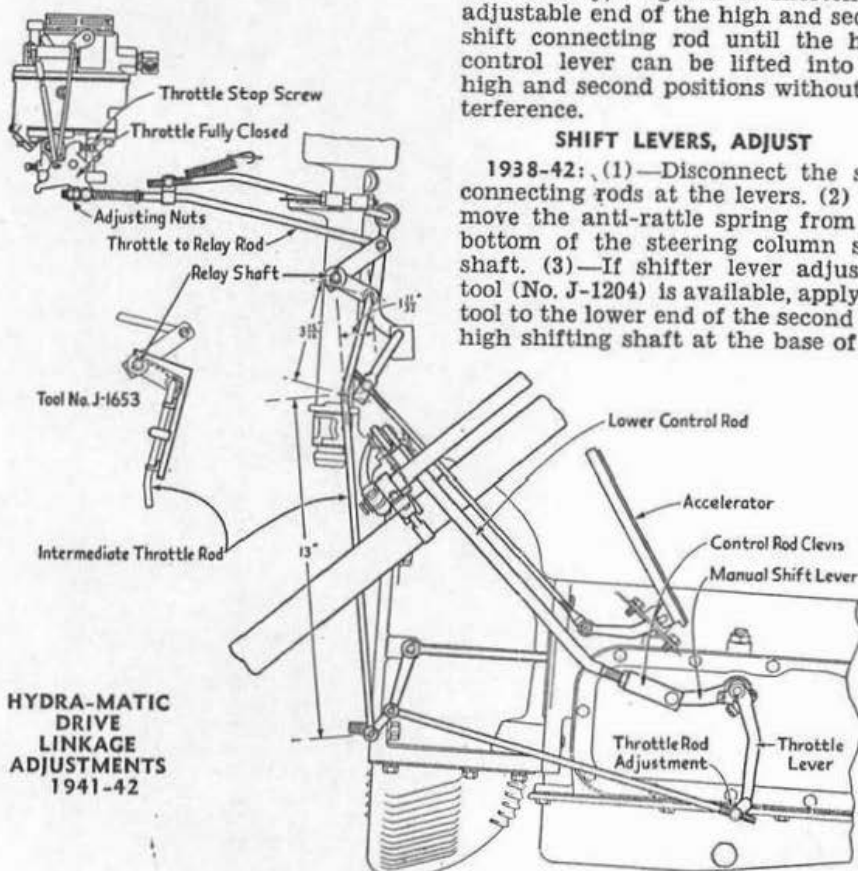 adjustable end of the high and sec
shift connecting rod until the h
control lever can be lifted into
high and second positions without
terference.
SHIFT LEVERS, ADJUST
1938-42: (1)—Disconnect the s
connecting rods at the levers. (2)
move the anti-rattle spring from
bottom of the steering column s
shaft. (3)—If shifter lever adjus
tool (No. J-1204) is available, apply
tool to the lower end of the second
high shifting shaft at the base of
Throttle Stop Screw
Throttle Fully Closed
Adjusting Nuts
Throttle to Relay Rod
Relay Shaft
Tool No. J-1653
Intermediate Throttle Rod
13"
Lower Control Rod
Accelerator
Control Rod Clevis
Manual Shift Lever
Throttle Rod
Adjustment
Throttle
Lever
HYDRA-MATIC
DRIVE
LINKAGE
ADJUSTMENTS
1941-42